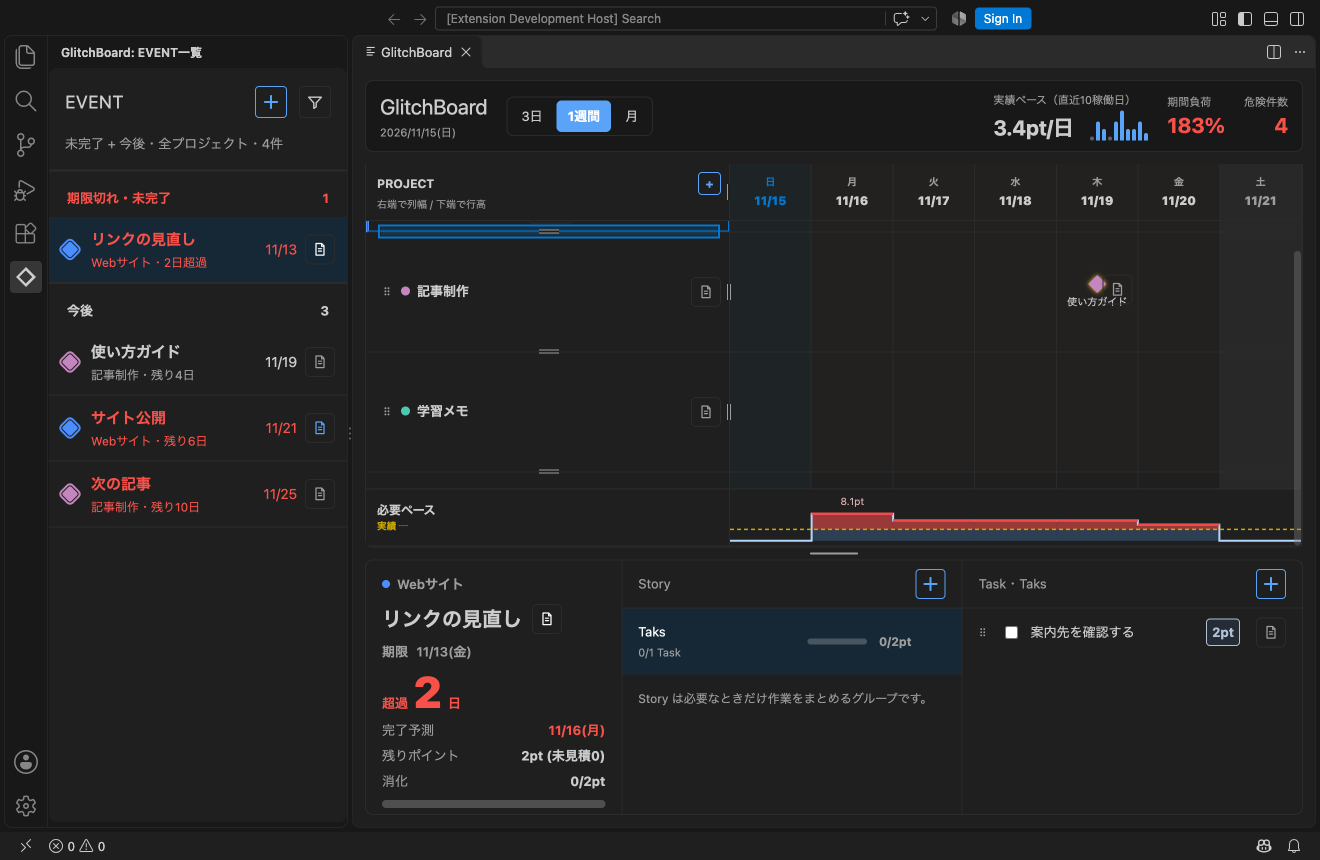 [Extension Development Host] Search
Sign In
GlitchBoard: EVENT一覧
EVENT
未完了 + 今後・全プロジェクト・4件
期限切れ・未完了 1
リンクの見直し
Webサイト・2日超過
11/13
今後 3
使い方ガイド
記事制作・残り4日
11/19
サイト公開
Webサイト・残り6日
11/21
次の記事
記事制作・残り10日
11/25
GlitchBoard
GlitchBoard
2026/11/15(日)
3日 1週間 月
実績ペース（直近10稼働日）
3.4pt/日
期間負荷
183%
危険件数
4
PROJECT
右端で列幅 / 下端で行高
日 月 火 水 木 金 土
11/15 11/16 11/17 11/18 11/19 11/20 11/21
記事制作
使い方ガイド
学習メモ
必要ペース
実績
8.1pt
Webサイト
リンクの見直し
期限 11/13(金)
超過 2 日
完了予測 11/16(月)
残りポイント 2pt (未見積0)
消化 0/2pt
Story
Taks
0/1 Task
0/2pt
Story は必要なときだけ作業をまとめるグループです。
Task・Taks
案内先を確認する 2pt
0 0